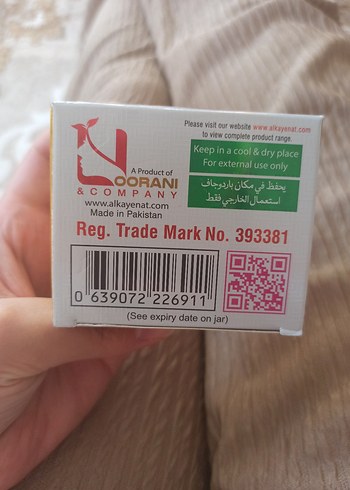 Please visit our website www.alkayenat.com
to view complete product range
Keep in a cool & dry place
For external use only
يحفظ في مكان بارد وجاف
استعمال الخارجي فقط
A Product of
NOORANI
& COMPANY
www.alkayenat.com
Made in Pakistan
Reg. Trade Mark No. 393381
0 639072 226911
(See expiry date on jar)